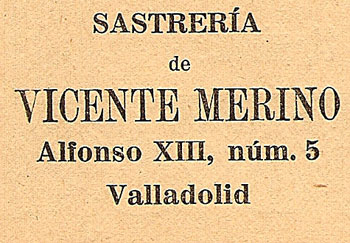 SASTRERÍA
de
VICENTE MERINO
Alfonso XIII, núm. 5
Valladolid